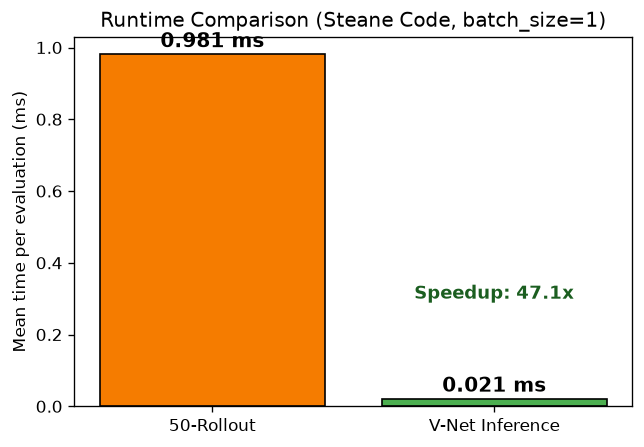 Runtime Comparison (Steane Code, batch_size=1)
0.981 ms
1.0
0.8
0.6
0.4
0.2
0.0
Mean time per evaluation (ms)
Speedup: 47.1x
0.021 ms
50-Rollout
V-Net Inference